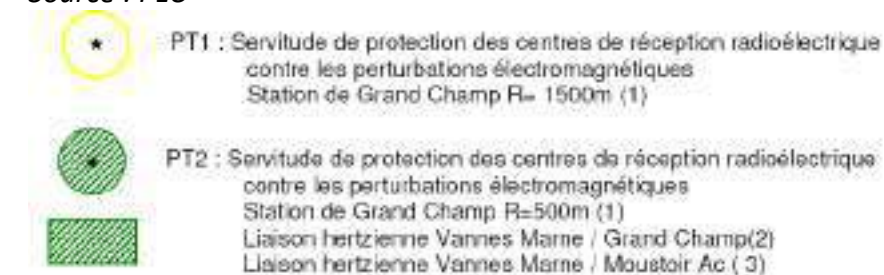 PT1 : Servitude de protection des centres de réception radioélectrique
contre les perturbations électromagnétiques
Station de Grand Champ R= 1500m (1)
PT2 : Servitude de protection des centres de réception radioélectrique
contre les perturbations électromagnétiques
Station de Grand Champ R=500m (1)
Liaison hertzienne Vannes Marne / Grand Champ(2)
Liaison hertzienne Vannes Marne / Moustoir Ac ( 3)